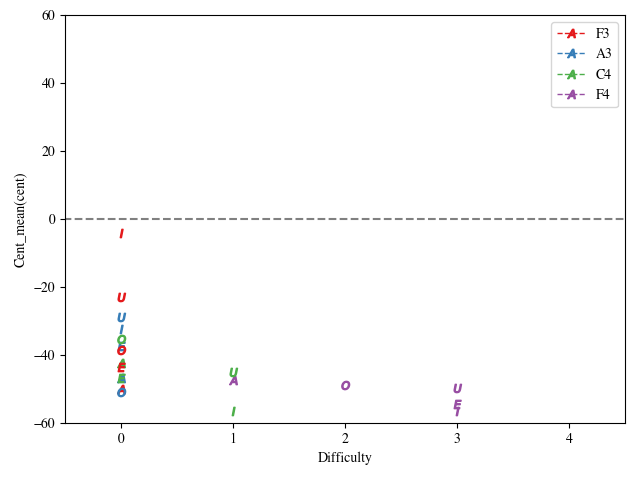 60
40
20
0
−20
−40
−60
Cent_mean(cent)
A F3
A A3
A C4
A F4
I
U
U
I
O
O
E
E
O
U
A
I
O
U
E
I
0 1 2 3 4
Difficulty